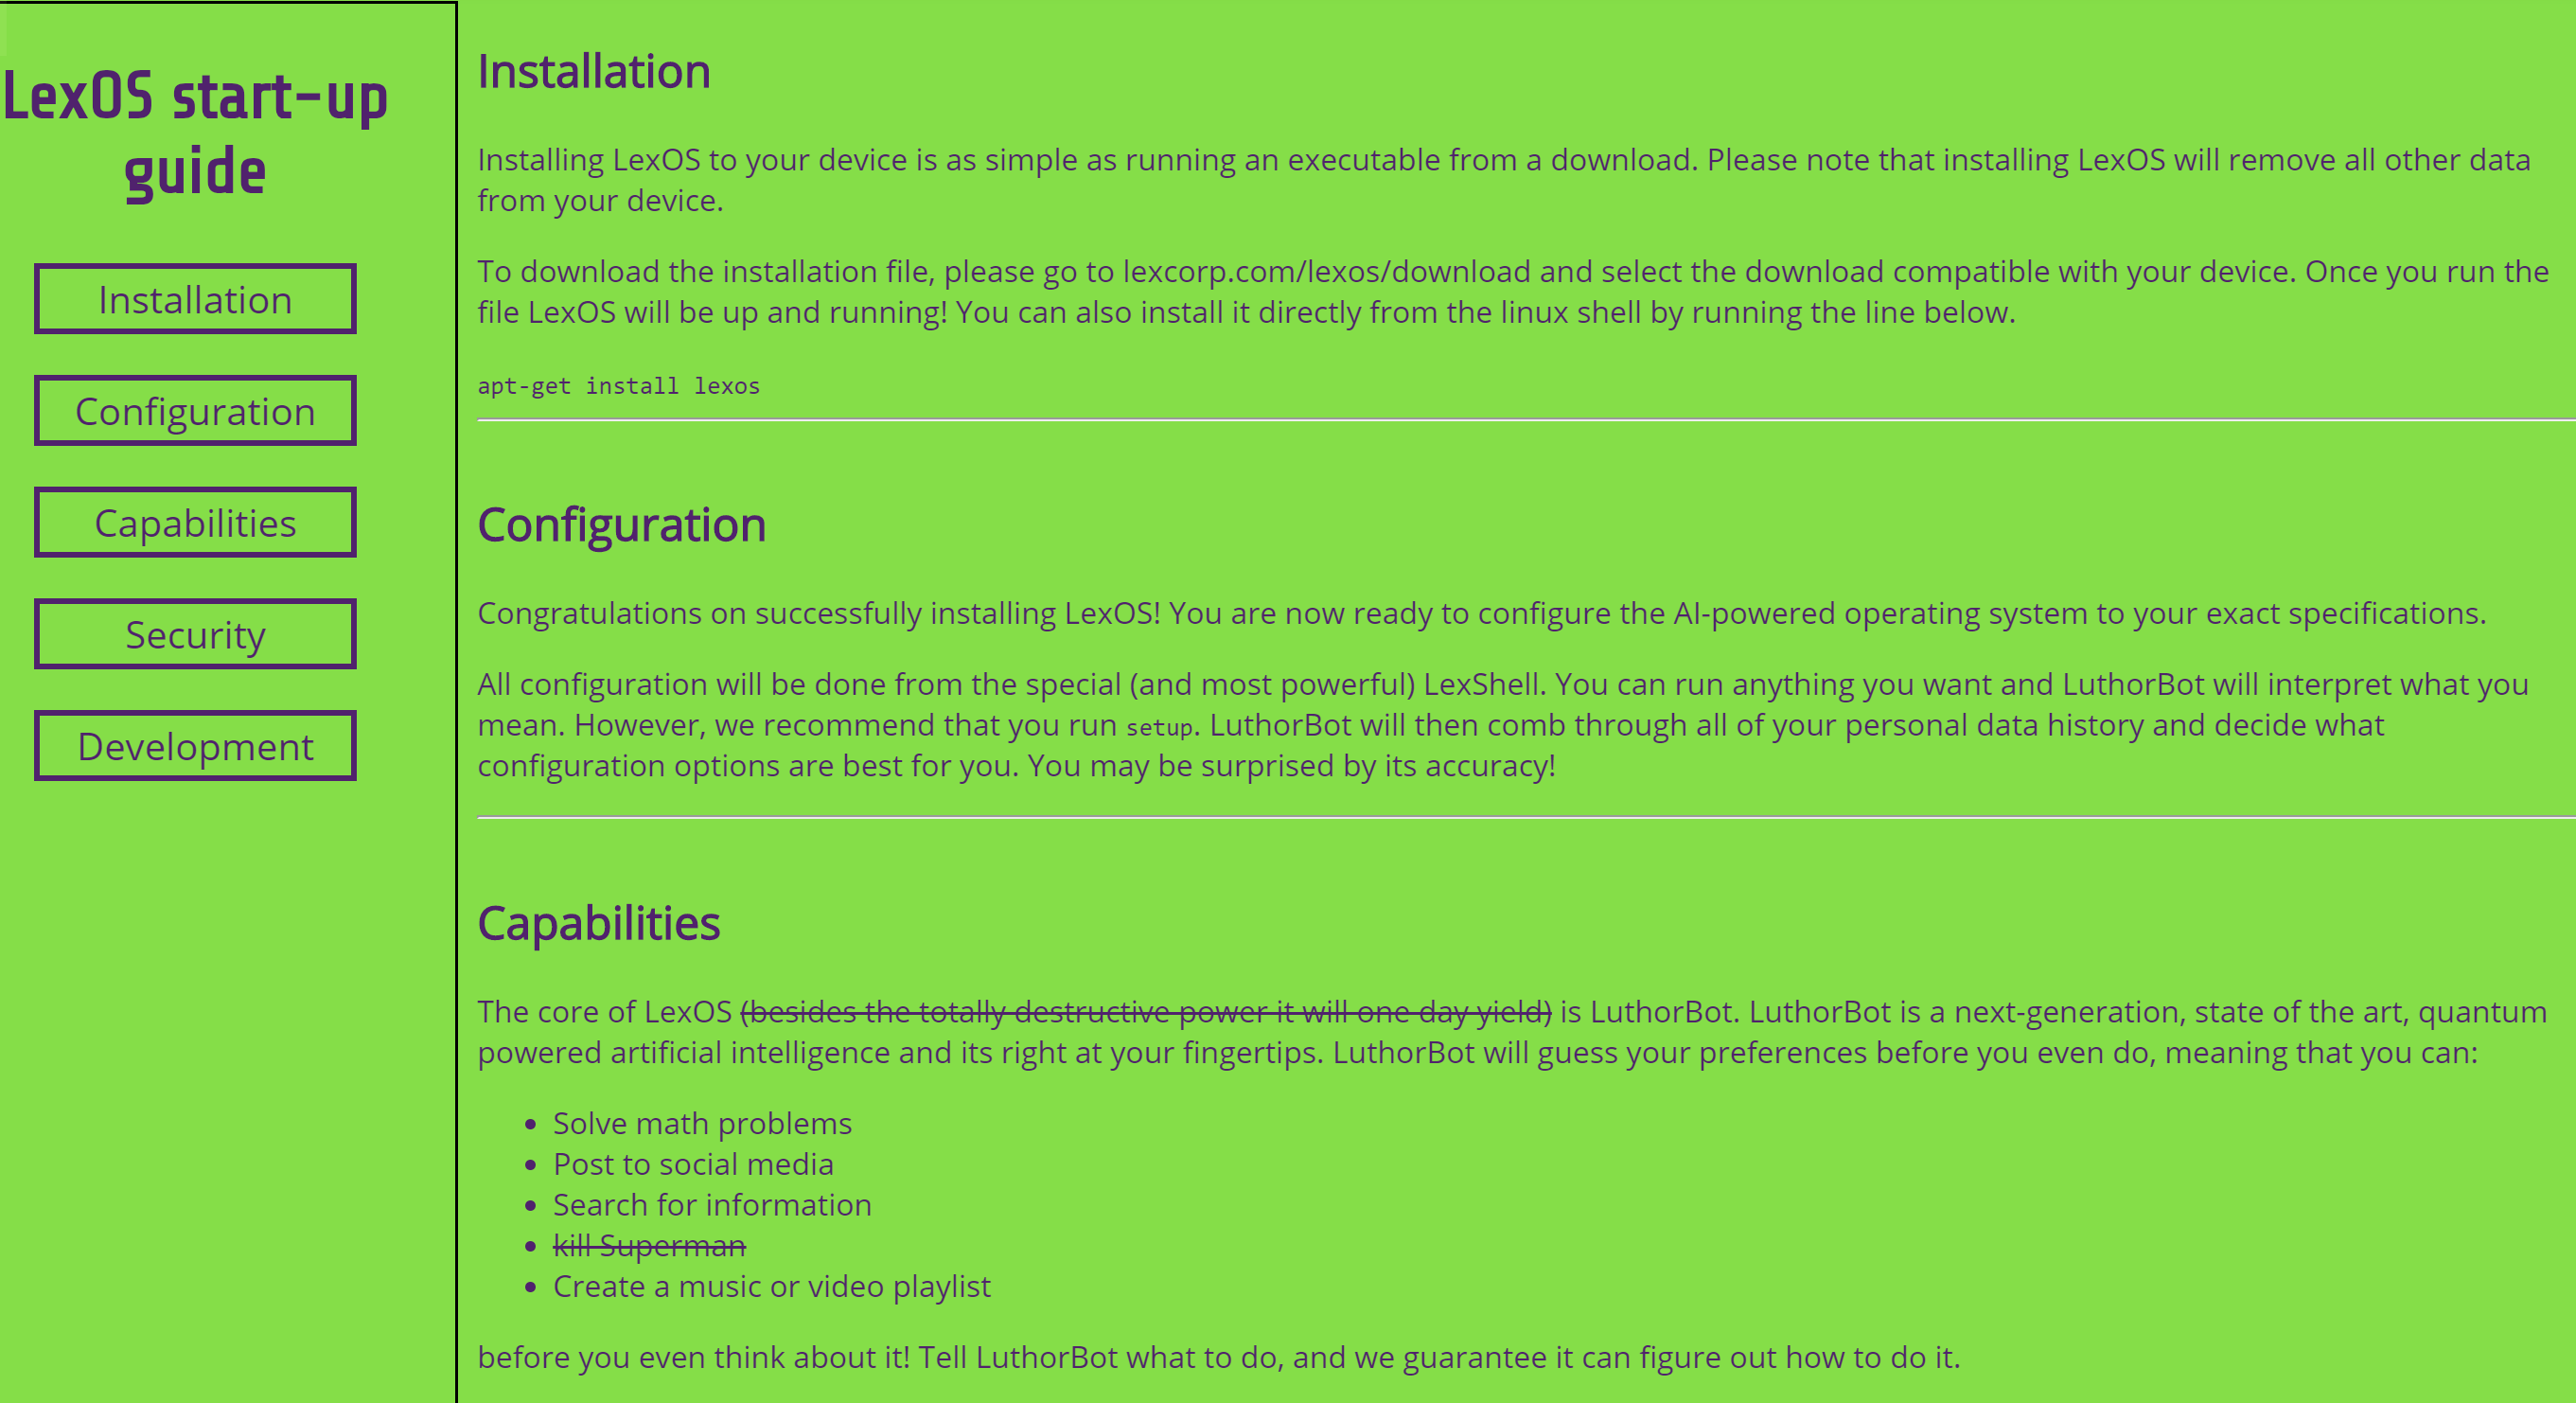 LexOS start-up
guide
Installation
Configuration
Capabilities
Security
Development
Installation
Installing LexOS to your device is as simple as running an executable from a download. Please note that installing LexOS will remove all other data
from your device.
To download the installation file, please go to lexcorp.com/lexos/download and select the download compatible with your device. Once you run the
file LexOS will be up and running! You can also install it directly from the linux shell by running the line below.
apt-get install lexos
Configuration
Congratulations on successfully installing LexOS! You are now ready to configure the AI-powered operating system to your exact specifications.
All configuration will be done from the special (and most powerful) LexShell. You can run anything you want and LuthorBot will interpret what you
mean. However, we recommend that you run setup. LuthorBot will then comb through all of your personal data history and decide what
configuration options are best for you. You may be surprised by its accuracy!
Capabilities
The core of LexOS (besides the totally destructive power it will one day yield) is LuthorBot. LuthorBot is a next-generation, state of the art, quantum
powered artificial intelligence and its right at your fingertips. LuthorBot will guess your preferences before you even do, meaning that you can:
• Solve math problems
• Post to social media
• Search for information
• kill Superman
• Create a music or video playlist
before you even think about it! Tell LuthorBot what to do, and we guarantee it can figure out how to do it.